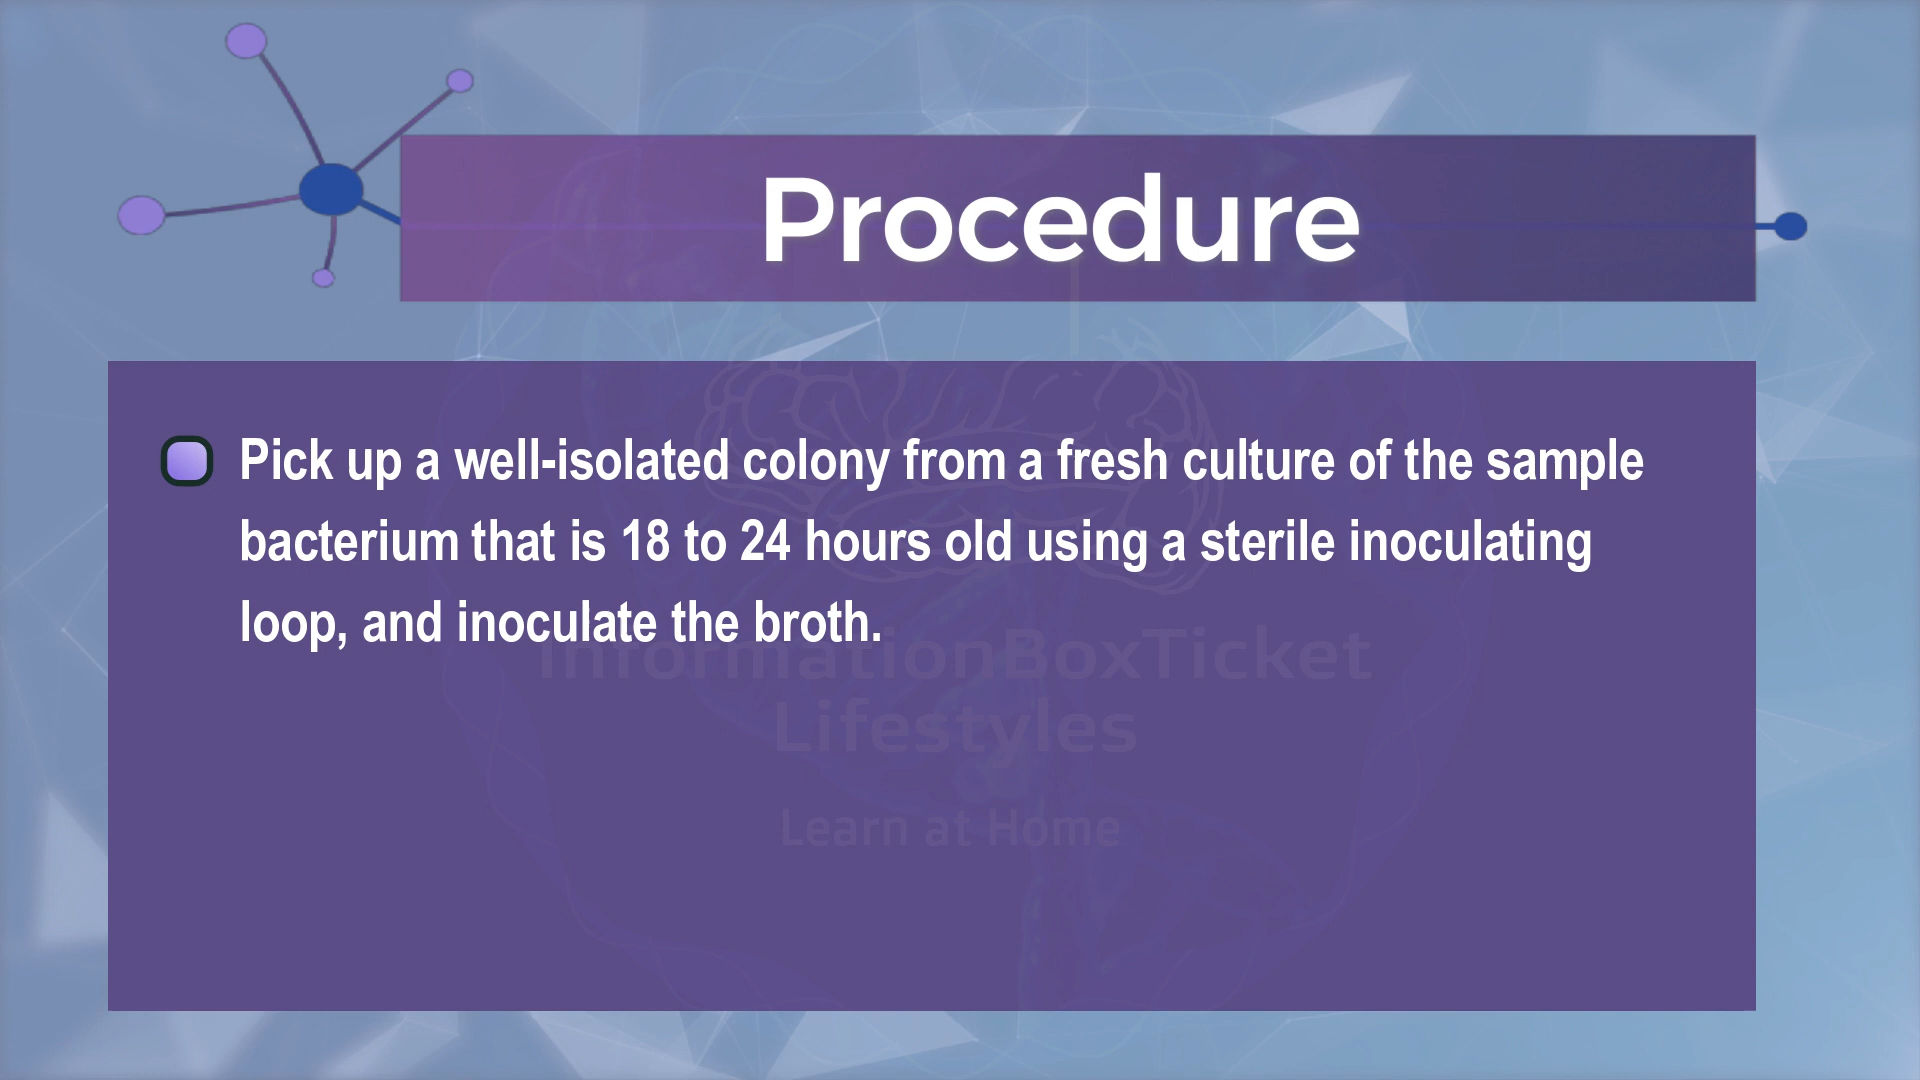 Procedure
Pick up a well-isolated colony from a fresh culture of the sample
bacterium that is 18 to 24 hours old using a sterile inoculating
loop, and inoculate the broth.
InformationBoxTicket
Lifestyles
Learn at Home